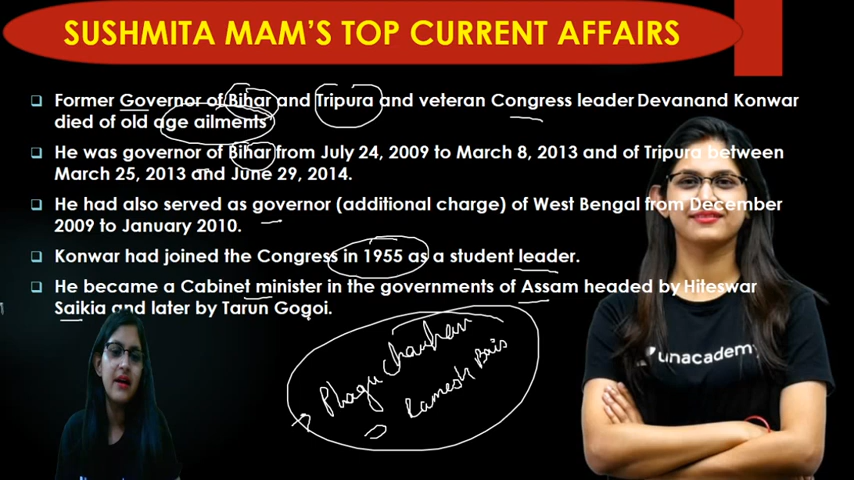 SUSHMITA MAM'S TOP CURRENT AFFAIRS
Former Governor of Bihar and Tripura and veteran Congress leader Devanand Konwar
died of old age ailments
He was governor of Bihar from July 24, 2009 to March 8, 2013 and of Tripura between
March 25, 2013 and June 29, 2014.
He had also served as governor (additional charge) of West Bengal from December
2009 to January 2010.
Konwar had joined the Congress in 1955 as a student leader.
He became a Cabinet minister in the governments of Assam headed by Hiteswar
Saikia and later by Tarun Gogoi.
unacademy
Phagu Chauhan
Ramesh Bais